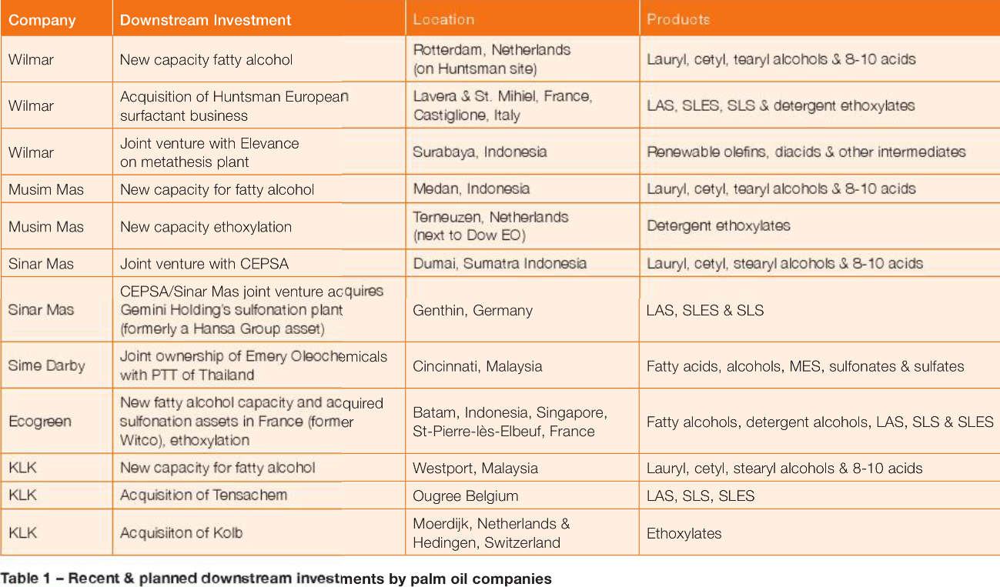 Company Downstream Investment Location Products
Wilmar New capacity fatty alcohol Rotterdam, Netherlands
(on Huntsman site) Lauryl, cetyl, tearyl alcohols & 8-10 acids
Wilmar Acquisition of Huntsman European
surfactant business Lavera & St. Mihiel, France,
Castiglione, Italy LAS, SLES, SLS & detergent ethoxylates
Wilmar Joint venture with Elevance
on metathesis plant Surabaya, Indonesia Renewable olefins, diacids & other intermediates
Musim Mas New capacity for fatty alcohol Medan, Indonesia Lauryl, cetyl, tearyl alcohols & 8-10 acids
Musim Mas New capacity ethoxylation Terneuzen, Netherlands
(next to Dow EO) Detergent ethoxylates
Sinar Mas Joint venture with CEPSA Dumai, Sumatra Indonesia Lauryl, cetyl, stearyl alcohols & 8-10 acids
Sinar Mas CEPSA/Sinar Mas joint venture acquires
Gemini Holding's sulfonation plant
(formerly a Hansa Group asset) Genthin, Germany LAS, SLES & SLS
Sime Darby Joint ownership of Emery Oleochemicals
with PTT of Thailand Cincinnati, Malaysia Fatty acids, alcohols, MES, sulfonates & sulfates
Ecogreen New fatty alcohol capacity and acquired
sulfonation assets in France (former
Witco), ethoxylation Batam, Indonesia, Singapore,
St-Pierre-lès-Elbeuf, France Fatty alcohols, detergent alcohols, LAS, SLS & SLES
KLK New capacity for fatty alcohol Westport, Malaysia Lauryl, cetyl, stearyl alcohols & 8-10 acids
KLK Acquisition of Tensachem Ougree Belgium LAS, SLS, SLES
KLK Acquisiiton of Kolb Moerdijk, Netherlands &
Hedingen, Switzerland Ethoxylates
Table 1 – Recent & planned downstream investments by palm oil companies